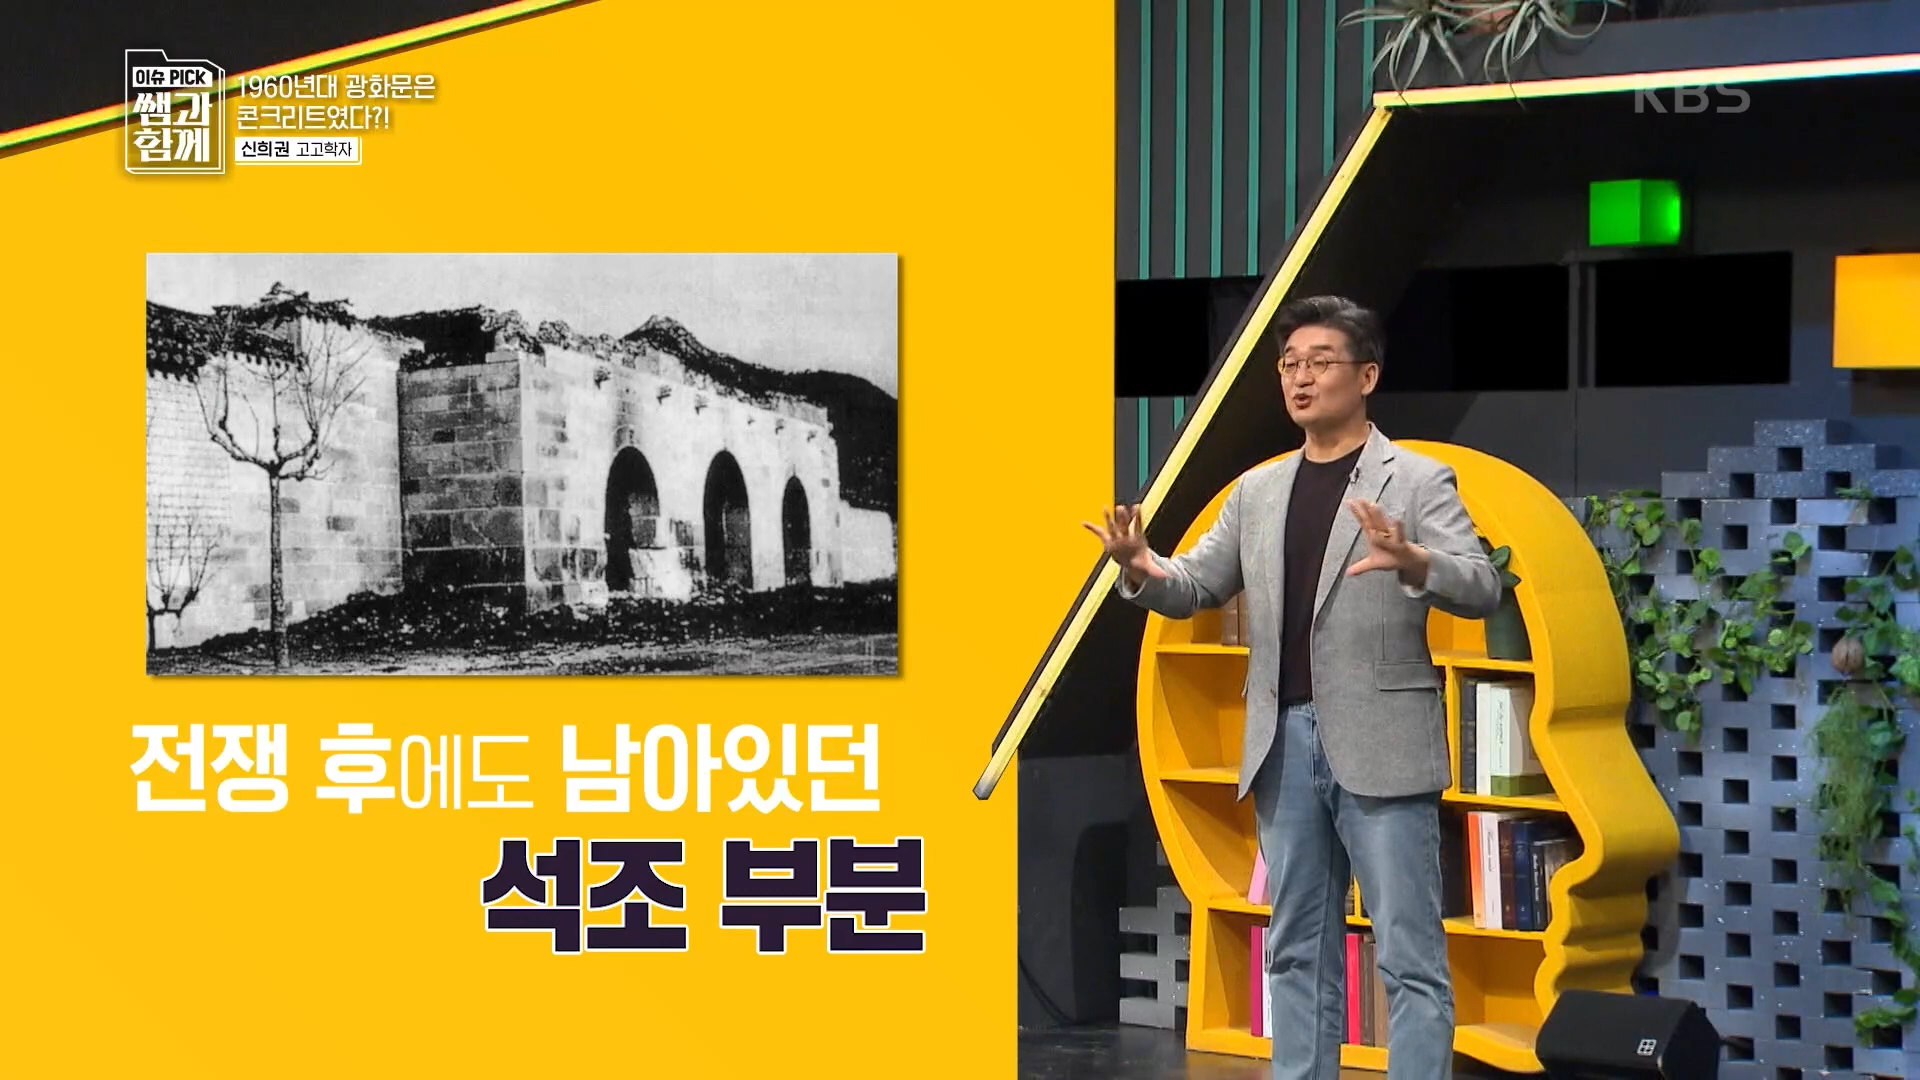 이슈 PICK
쌤과
함께
1960년대 광화문은
콘크리트였다?!
신희권 고고학자
KBS
전쟁 후에도 남아있던
석조 부분